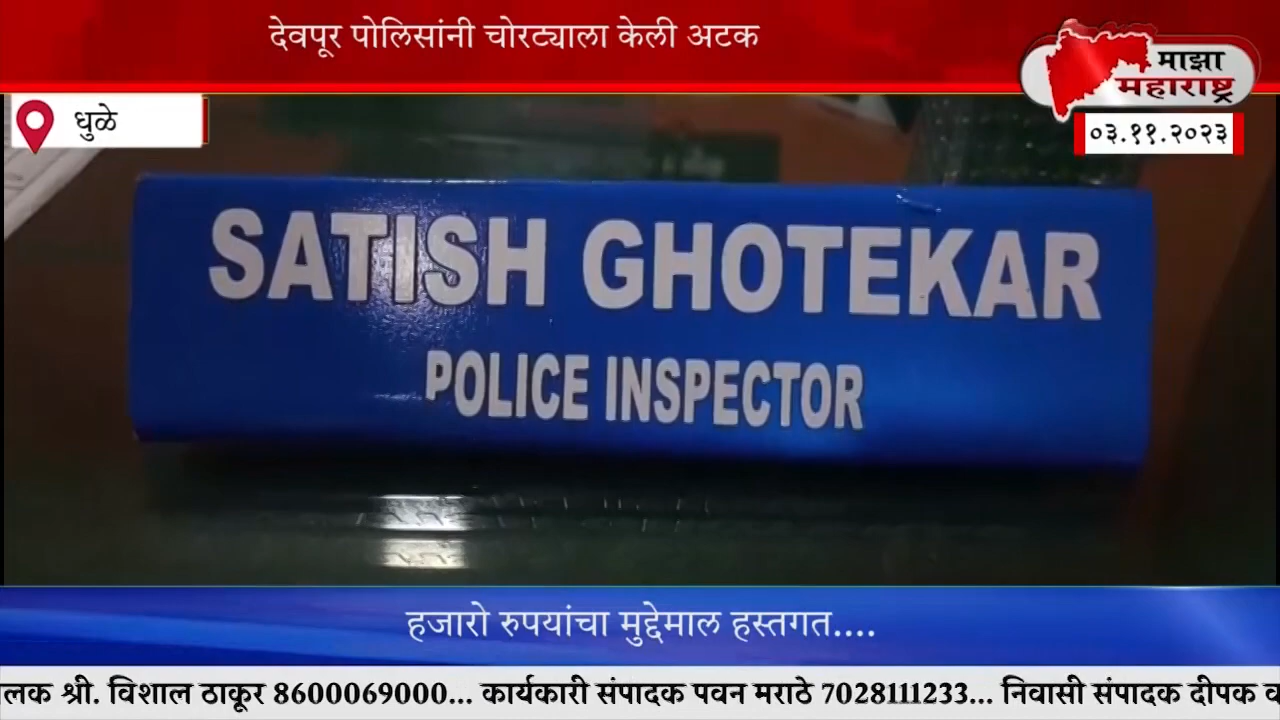 देवपूर पोलिसांनी चोरट्याला केली अटक
माझा
महाराष्ट्र
धुळे
०३.११.२०२३
SATISH GHOTEKAR
POLICE INSPECTOR
हजारो रुपयांचा मुद्देमाल हस्तगत....
श्री. विशाल ठाकूर 8600069000... कार्यकारी संपादक पवन मराठे 7028111233... निवासी संपादक दीपक